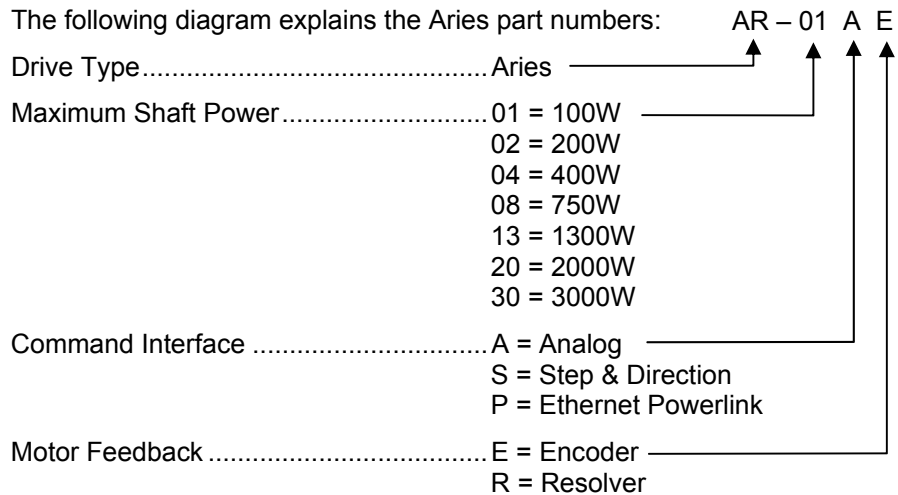 The following diagram explains the Aries part numbers: AR – 01 A E
Drive Type................................................Aries
Maximum Shaft Power............................01 = 100W
02 = 200W
04 = 400W
08 = 750W
13 = 1300W
20 = 2000W
30 = 3000W
Command Interface ................................A = Analog
S = Step & Direction
P = Ethernet Powerlink
Motor Feedback ......................................E = Encoder
R = Resolver